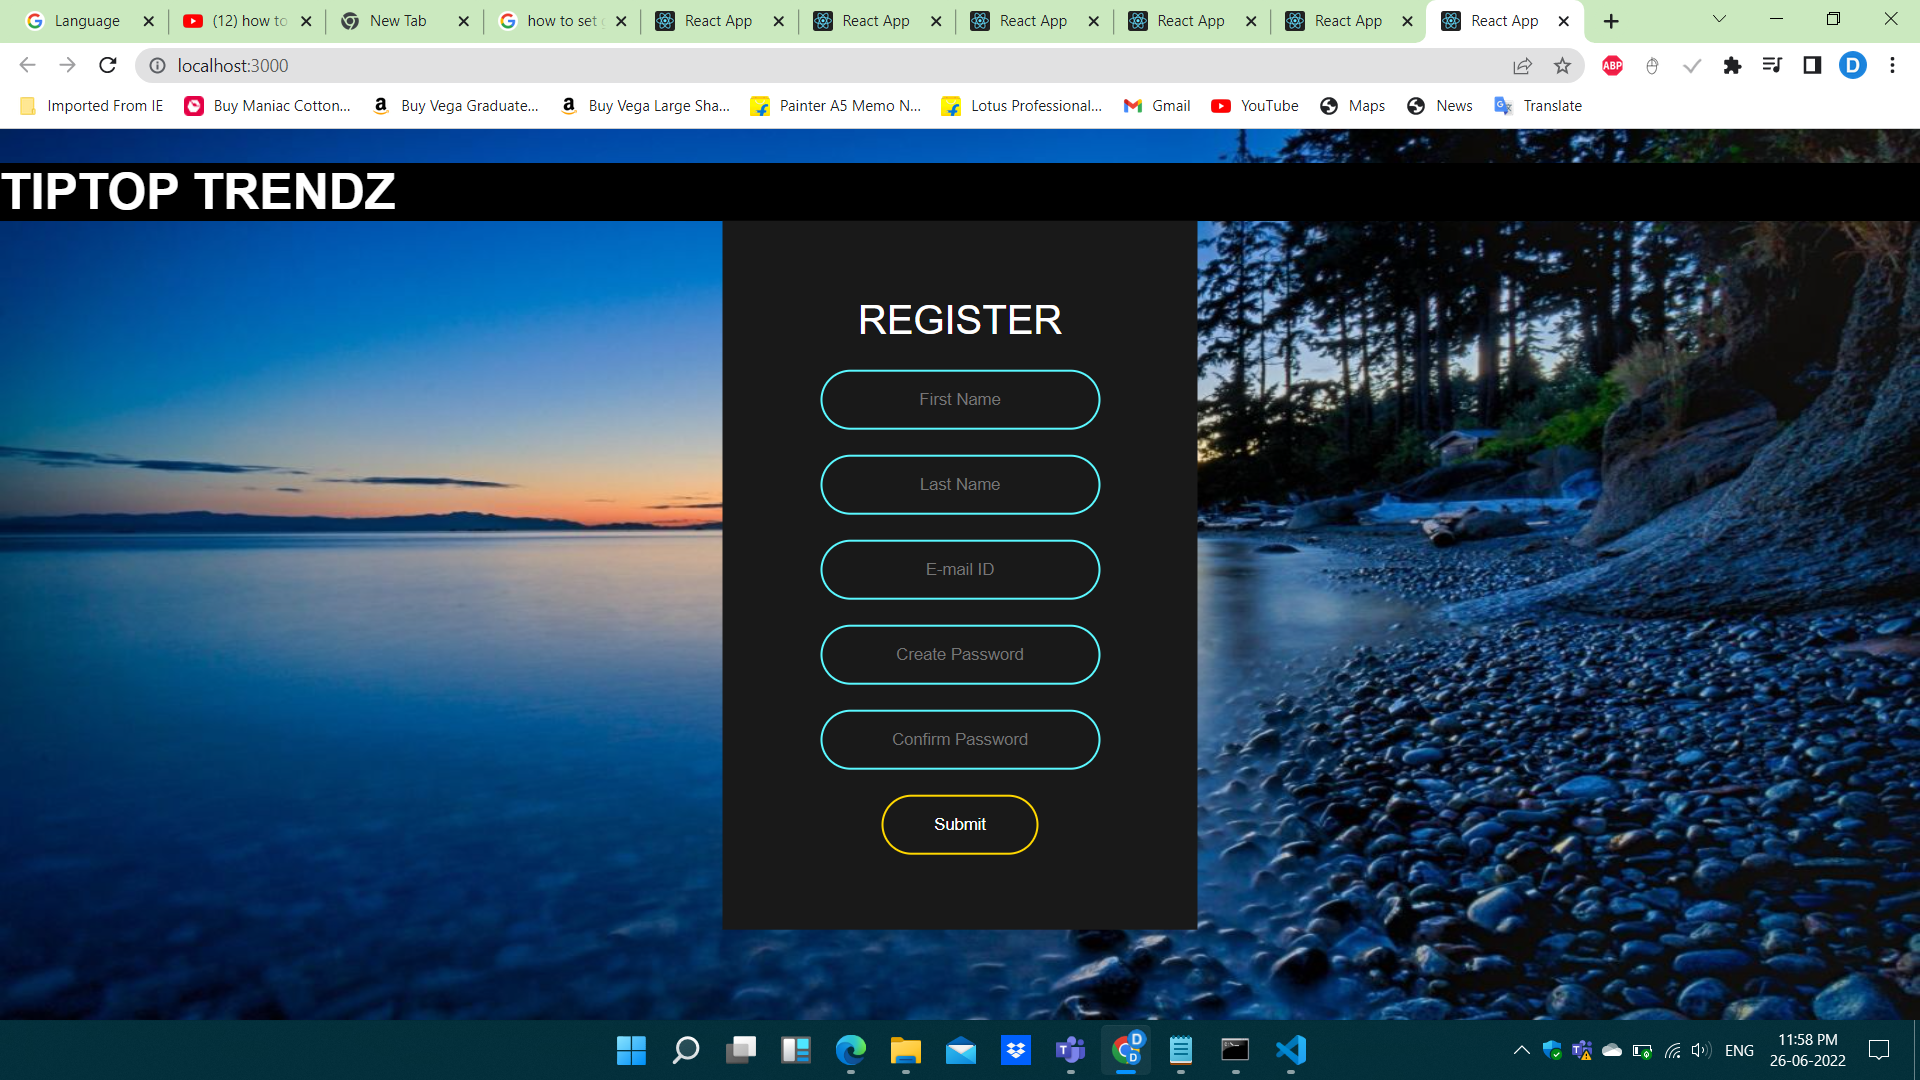 Language
(12) how to
New Tab
how to set
React App
React App
React App
React App
React App
React App
localhost:3000
ABP
D
Imported From IE
Buy Maniac Cotton...
Buy Vega Graduate...
Buy Vega Large Sha...
Painter A5 Memo N...
Lotus Professional...
Gmail
YouTube
Maps
News
Translate
TIPTOP TRENDZ
REGISTER
First Name
Last Name
E-mail ID
Create Password
Confirm Password
Submit
ENG
11:58 PM
26-06-2022